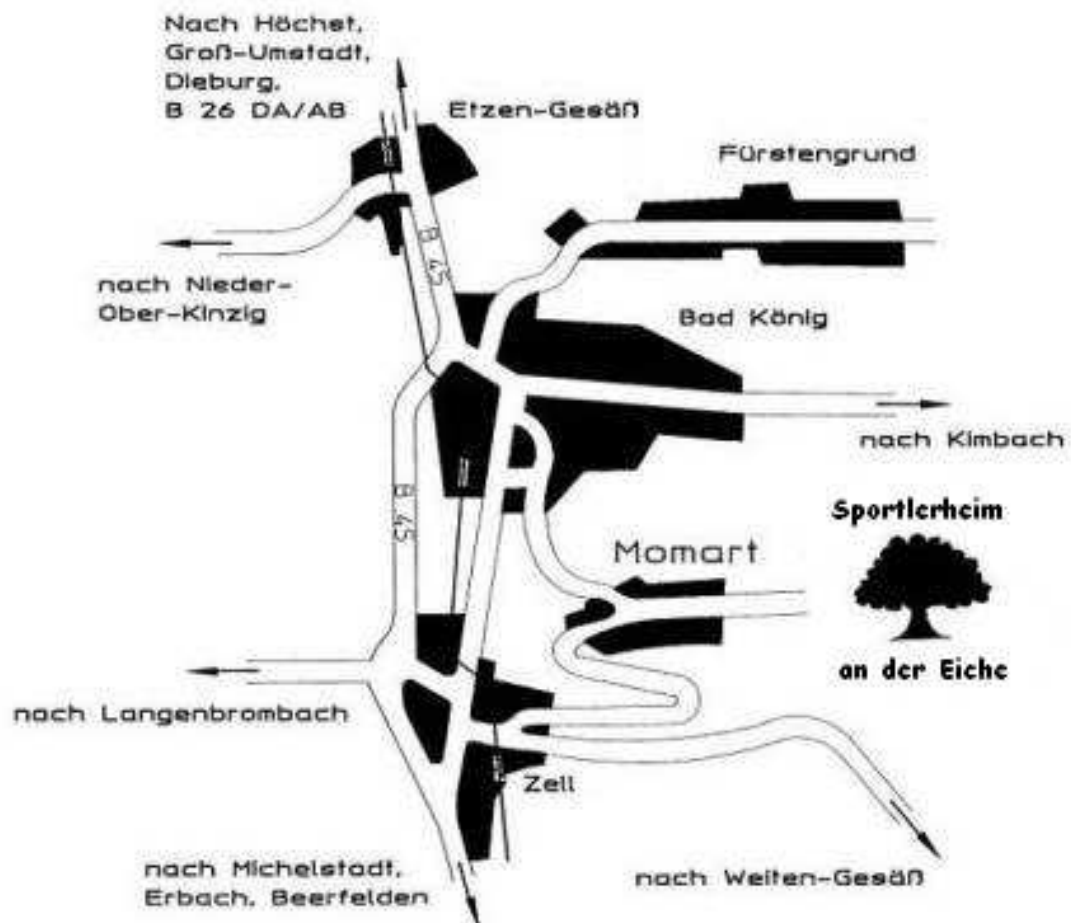 Nach Höchst,
Groß-Umstadt,
Dieburg,
B 26 DA/AB
Etzen-Gesäß
Fürstengrund
B 45
nach Nieder-
Ober-Kinzig
Bad König
nach Kimbach
B 45
Sportlerheim
Momart
an der Eiche
nach Langenbrombach
Zell
nach Michelstadt,
Erbach, Beerfelden
nach Weiten-Gesäß